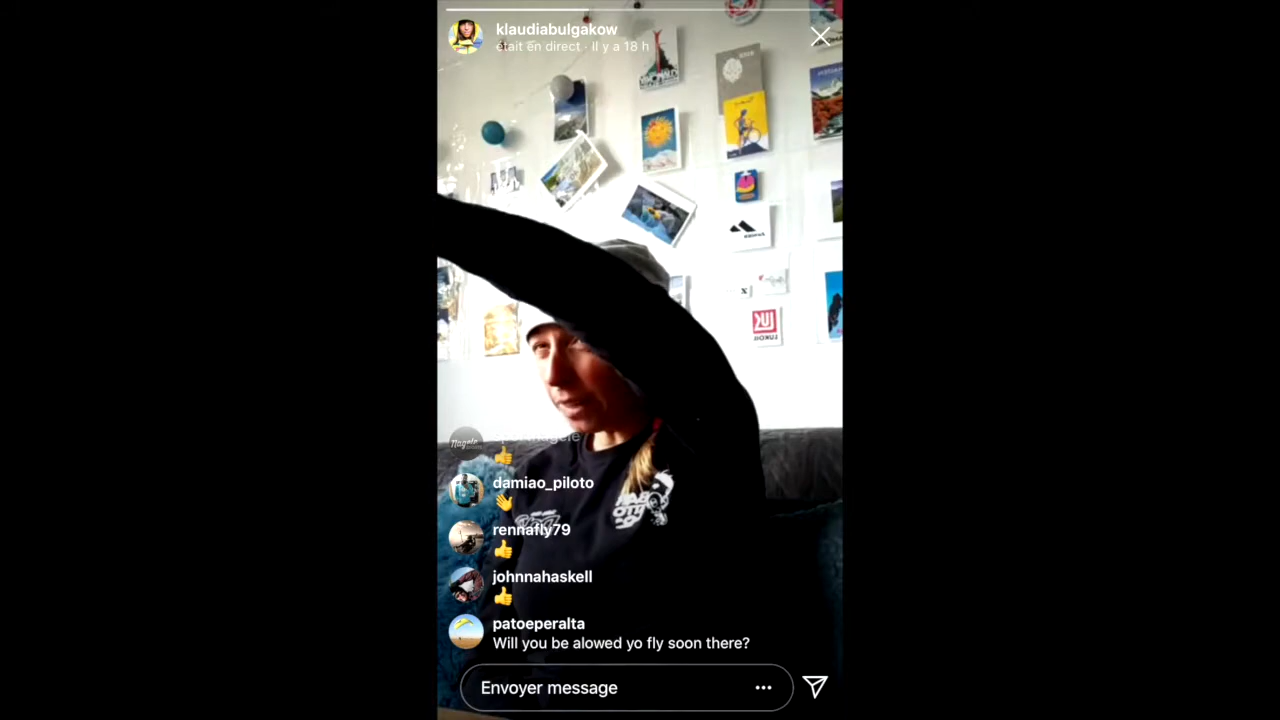 klaudiabulgakow
était en direct · Il y a 18 h
damiao_piloto
rennafly79
johnnahaskell
patoeperalta
Will you be alowed yo fly soon there?
Envoyer message